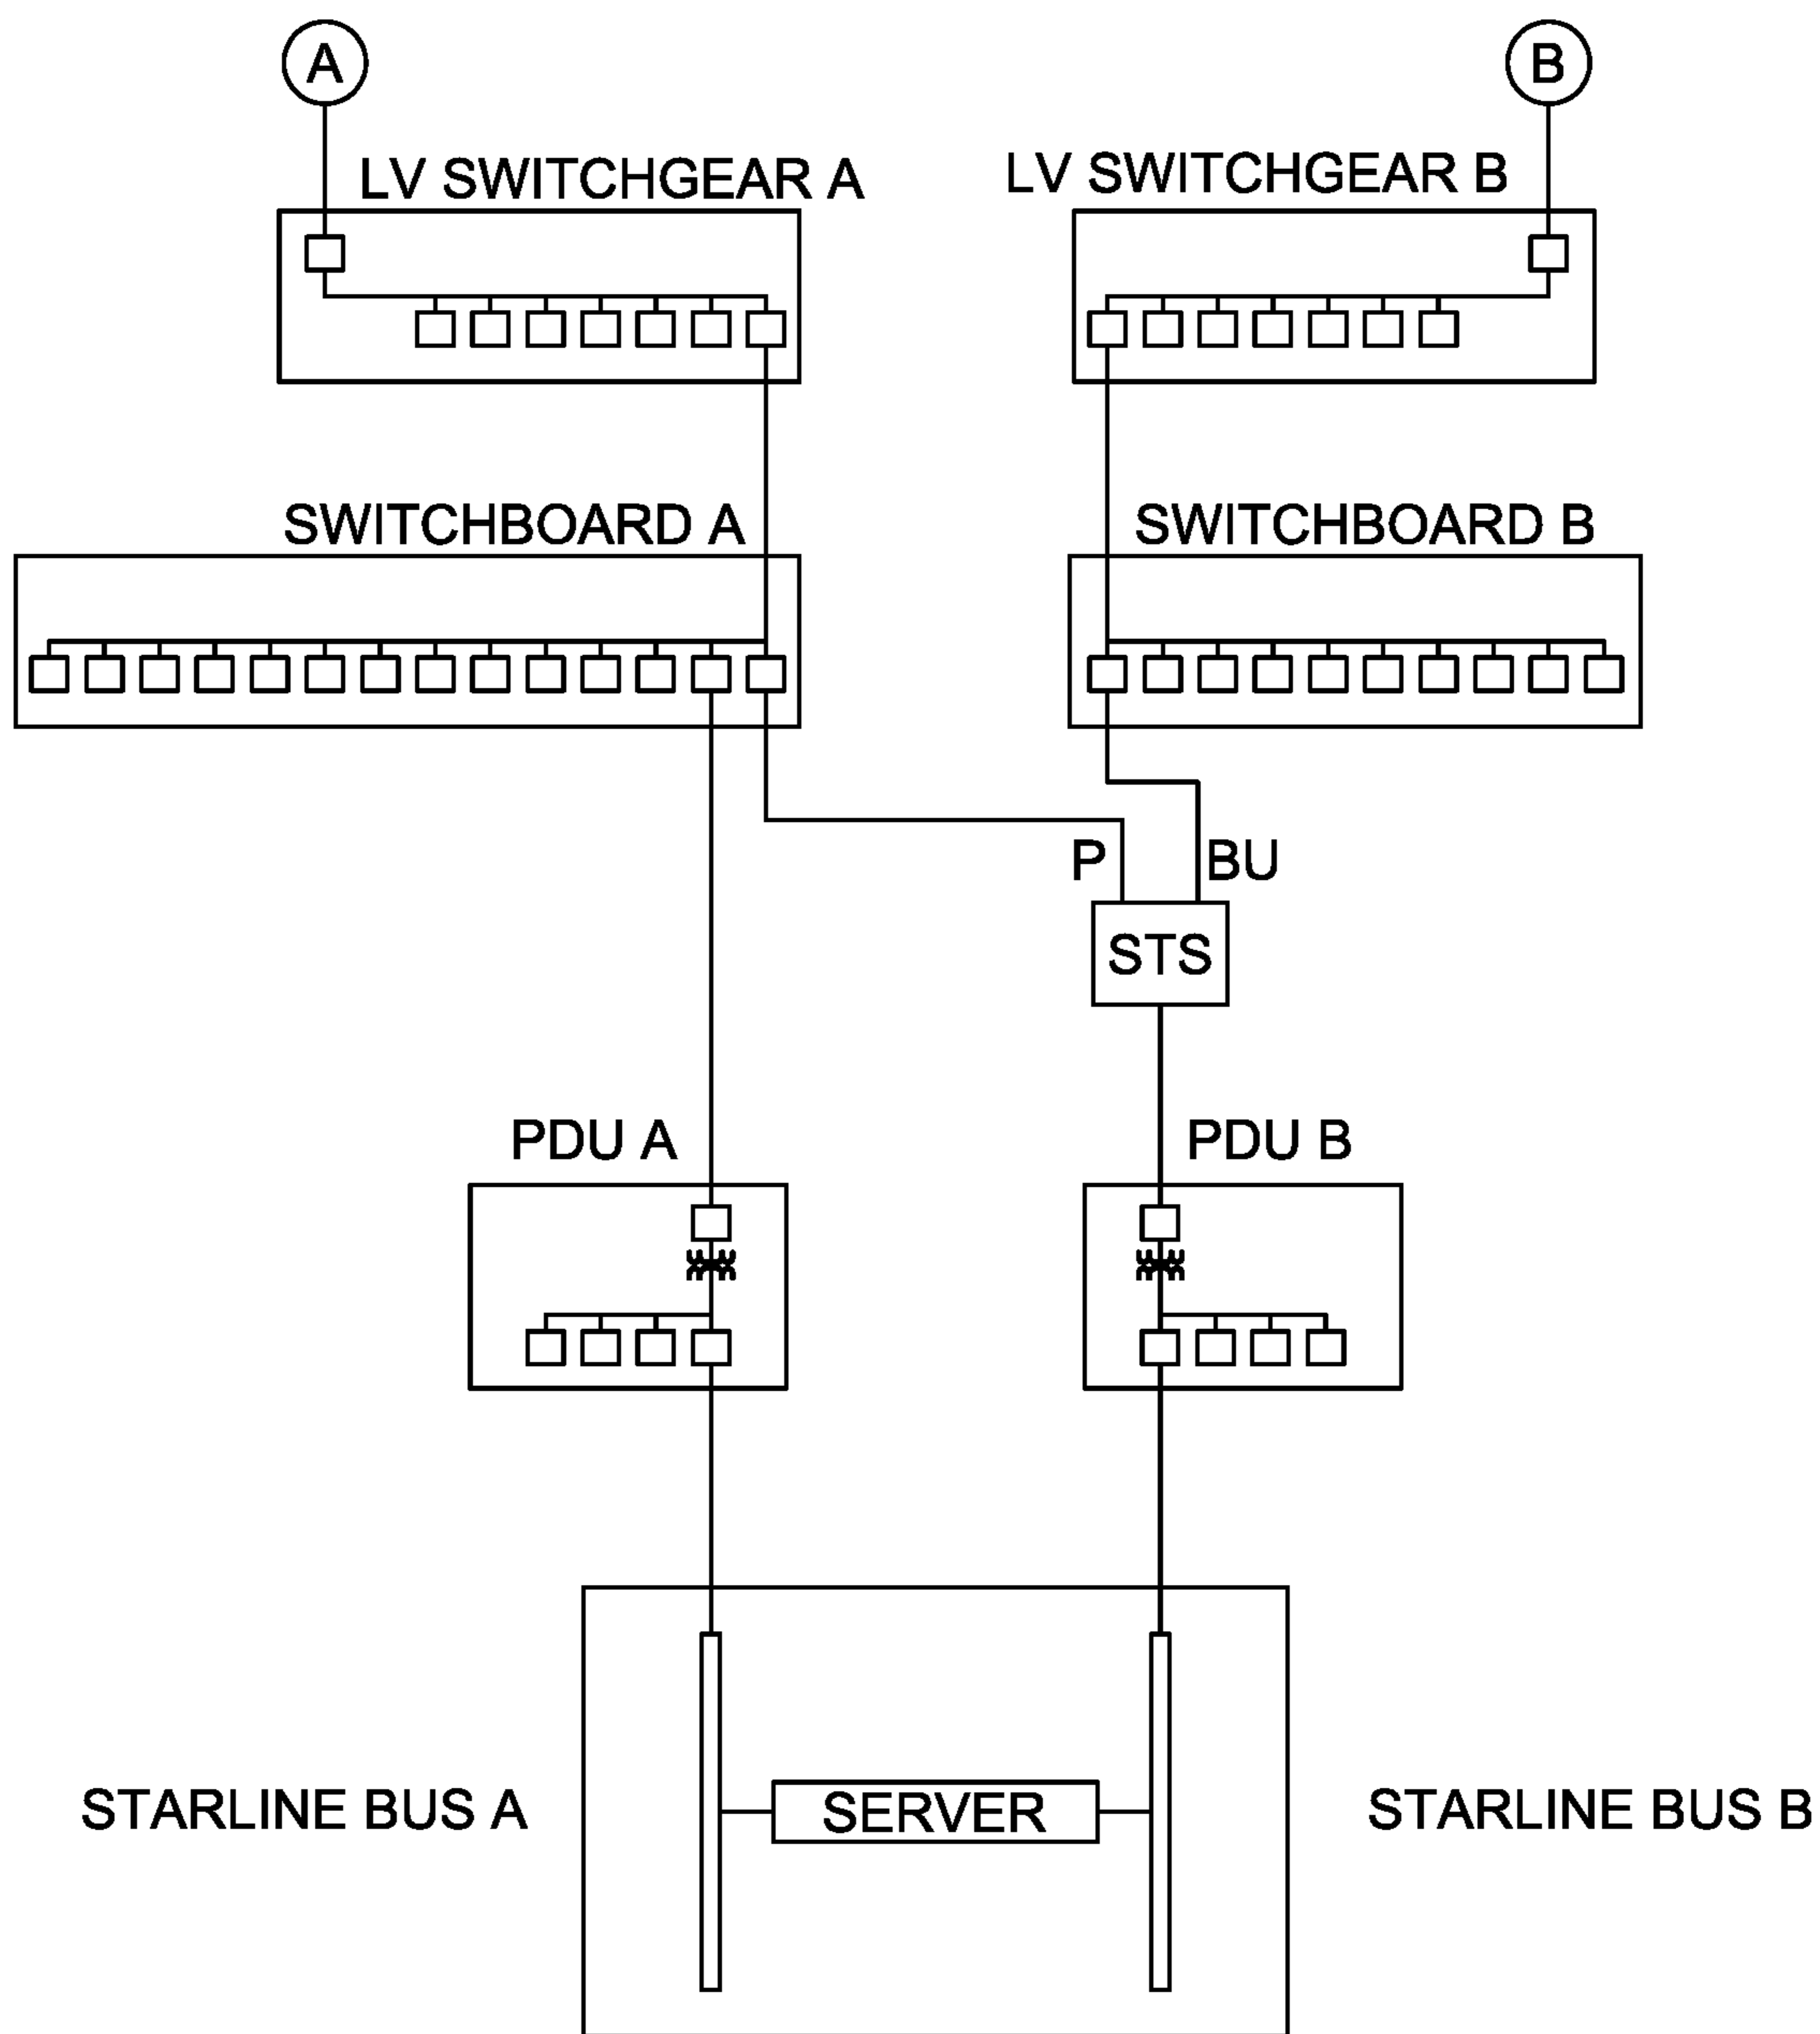 A
B
LV SWITCHGEAR A
LV SWITCHGEAR B
SWITCHBOARD A
SWITCHBOARD B
P
BU
STS
PDU A
PDU B
STARLINE BUS A
SERVER
STARLINE BUS B